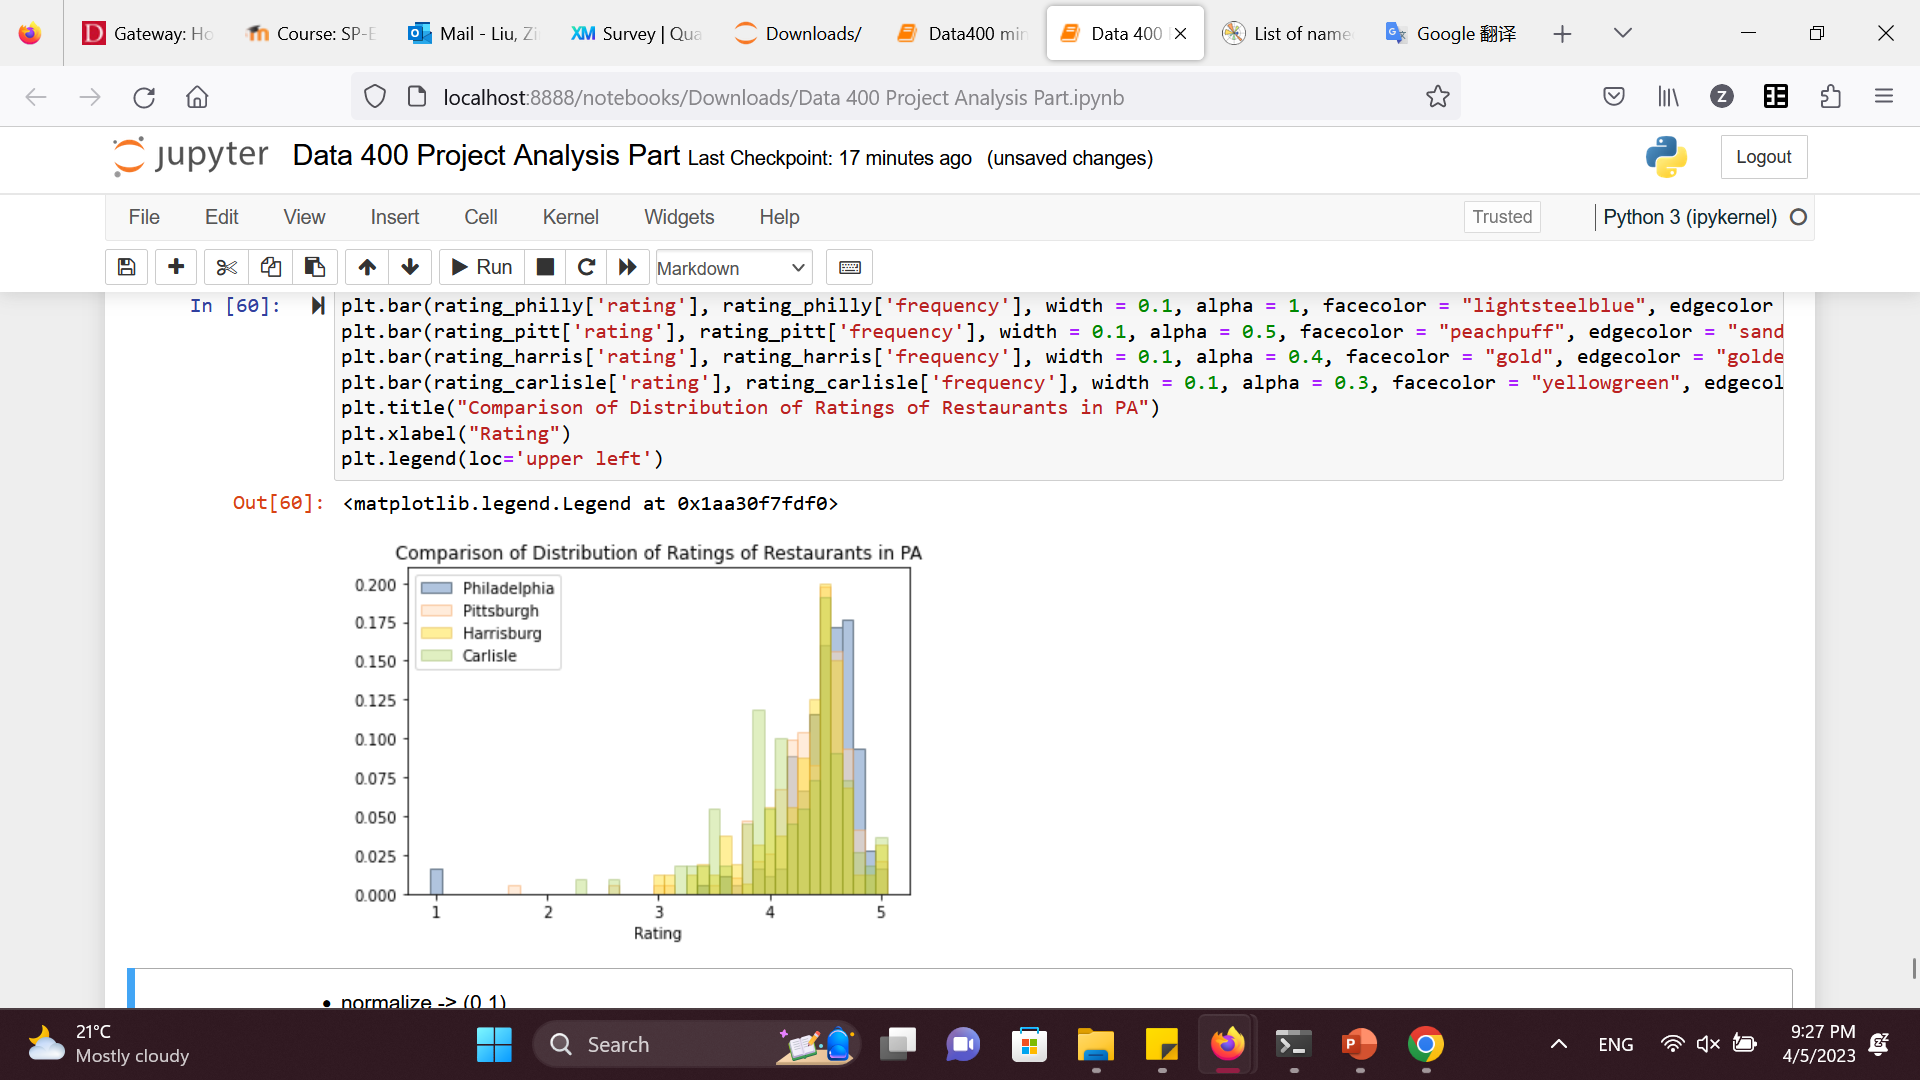 Gateway: Ho
Course: SP-E
Mail - Liu, Zi
XM Survey | Qua
Downloads/
Data400 min
Data 400
List of name
Google 翻译
localhost:8888/notebooks/Downloads/Data 400 Project Analysis Part.ipynb
Z
jupyter Data 400 Project Analysis Part Last Checkpoint: 17 minutes ago (unsaved changes)
Logout
File Edit View Insert Cell Kernel Widgets Help
Trusted
Python 3 (ipykernel)
Run
Markdown
In [60]:
plt.bar(rating_philly['rating'], rating_philly['frequency'], width = 0.1, alpha = 1, facecolor = "lightsteelblue", edgecolor
plt.bar(rating_pitt['rating'], rating_pitt['frequency'], width = 0.1, alpha = 0.5, facecolor = "peachpuff", edgecolor = "sand
plt.bar(rating_harris['rating'], rating_harris['frequency'], width = 0.1, alpha = 0.4, facecolor = "gold", edgecolor = "golde
plt.bar(rating_carlisle['rating'], rating_carlisle['frequency'], width = 0.1, alpha = 0.3, facecolor = "yellowgreen", edgecol
plt.title("Comparison of Distribution of Ratings of Restaurants in PA")
plt.xlabel("Rating")
plt.legend(loc='upper left')
Out[60]: <matplotlib.legend.Legend at 0x1aa30f7fdf0>
Comparison of Distribution of Ratings of Restaurants in PA
Philadelphia
Pittsburgh
Harrisburg
Carlisle
0.200
0.175
0.150
0.125
0.100
0.075
0.050
0.025
0.000
1 2 3 4 5
Rating
• normalize -> (0,1)
21°C
Mostly cloudy
Search
ENG
9:27 PM
4/5/2023